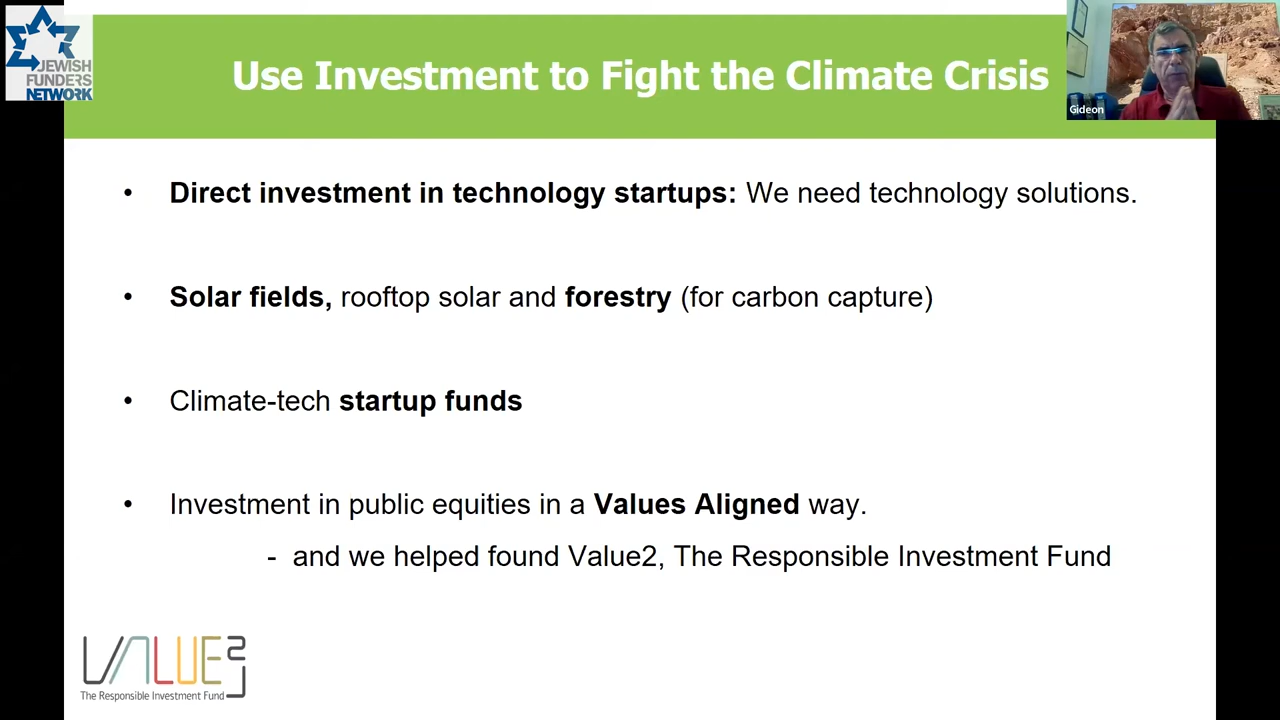 JEWISH
FUNDERS
NETWORK
Use Investment to Fight the Climate Crisis
Gideon
• Direct investment in technology startups: We need technology solutions.
• Solar fields, rooftop solar and forestry (for carbon capture)
• Climate-tech startup funds
• Investment in public equities in a Values Aligned way.
- and we helped found Value2, The Responsible Investment Fund
VALUE2
The Responsible Investment Fund